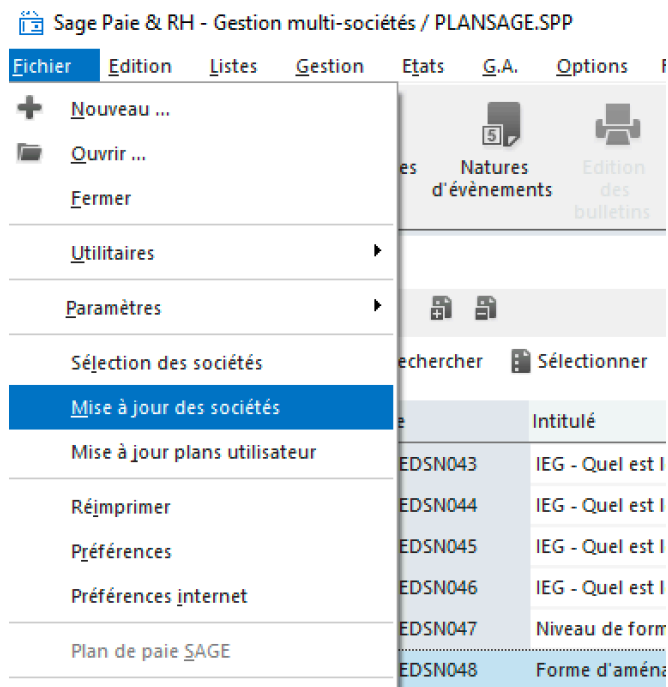 Sage Paie & RH - Gestion multi-sociétés / PLANSAGE.SPP
Fichier Edition Listes Gestion Etats G.A. Options
Nouveau ...
Ouvrir ...
Fermer
Utilitaires
Paramètres
Sélection des sociétés
Mise à jour des sociétés
Mise à jour plans utilisateur
Réimprimer
Préférences
Préférences internet
Plan de paie SAGE
es
Natures
d'évènements
5
Edition
des
bulletins
echercher Sélectionner
e Intitulé
EDSN043 IEG - Quel est l
EDSN044 IEG - Quel est l
EDSN045 IEG - Quel est l
EDSN046 IEG - Quel est l
EDSN047 Niveau de form
EDSN048 Forme d'aména